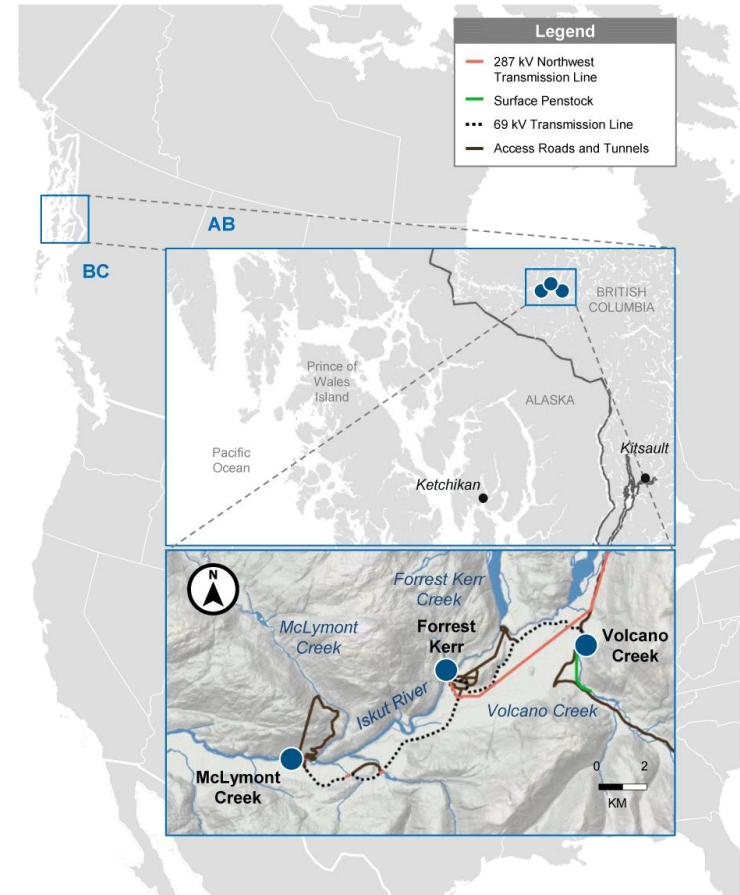 Legend
287 kV Northwest
Transmission Line
Surface Penstock
69 kV Transmission Line
Access Roads and Tunnels
AB
BC
BRITISH
COLUMBIA
Prince of
Wales
Island
ALASKA
Pacific
Ocean
Kitsault
Ketchikan
N
Forrest Kerr
Creek
McLymont
Creek
Forrest
Kerr
Volcano
Creek
Iskut River
Volcano Creek
McLymont
Creek
0 2
KM